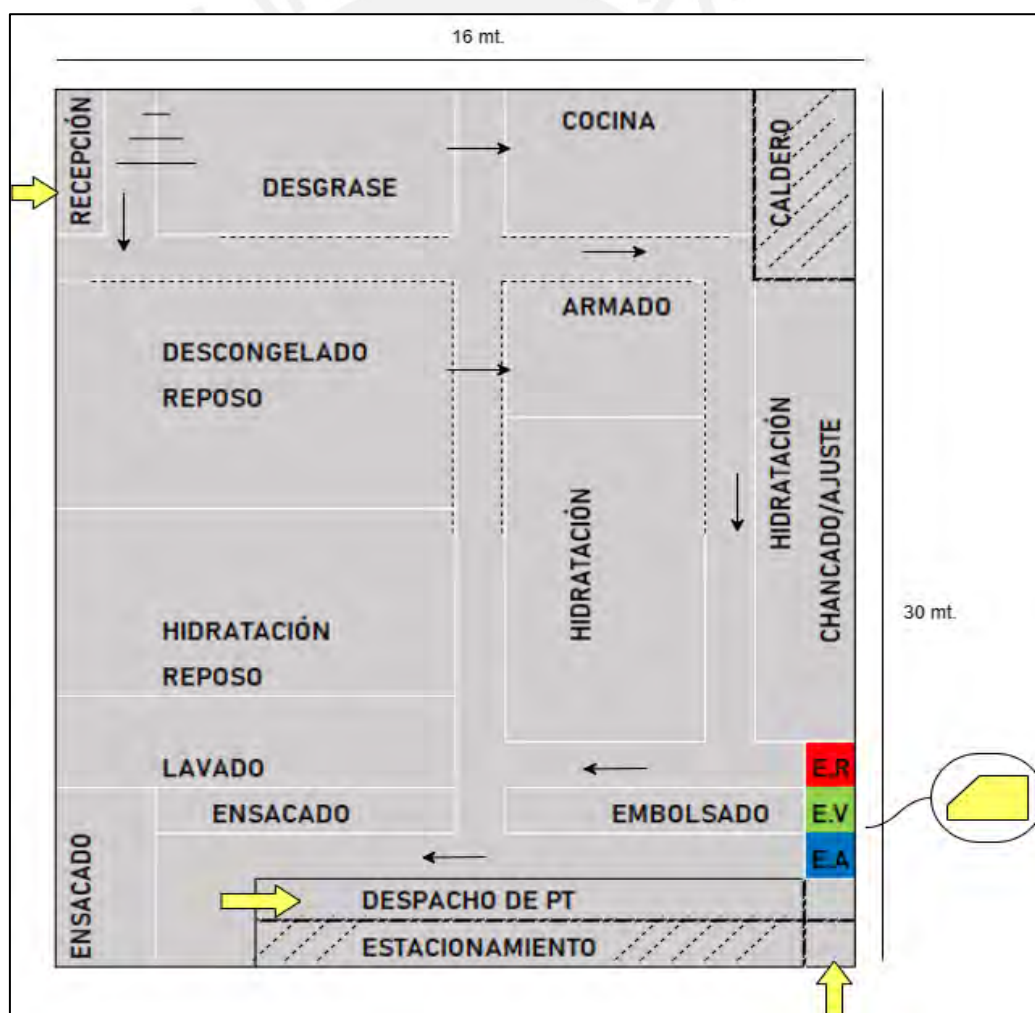 16 mt.
RECEPCIÓN
DESGRASE
COCINA
CALDERO
ARMADO
DESCONGELADO
REPOSO
HIDRATACIÓN
HIDRATACIÓN
CHANCADO/AJUSTE
30 mt.
HIDRATACIÓN
REPOSO
LAVADO
E.R
ENSACADO
EMBOLSADO
E.V
E.A
ENSACADO
DESPACHO DE PT
ESTACIONAMIENTO